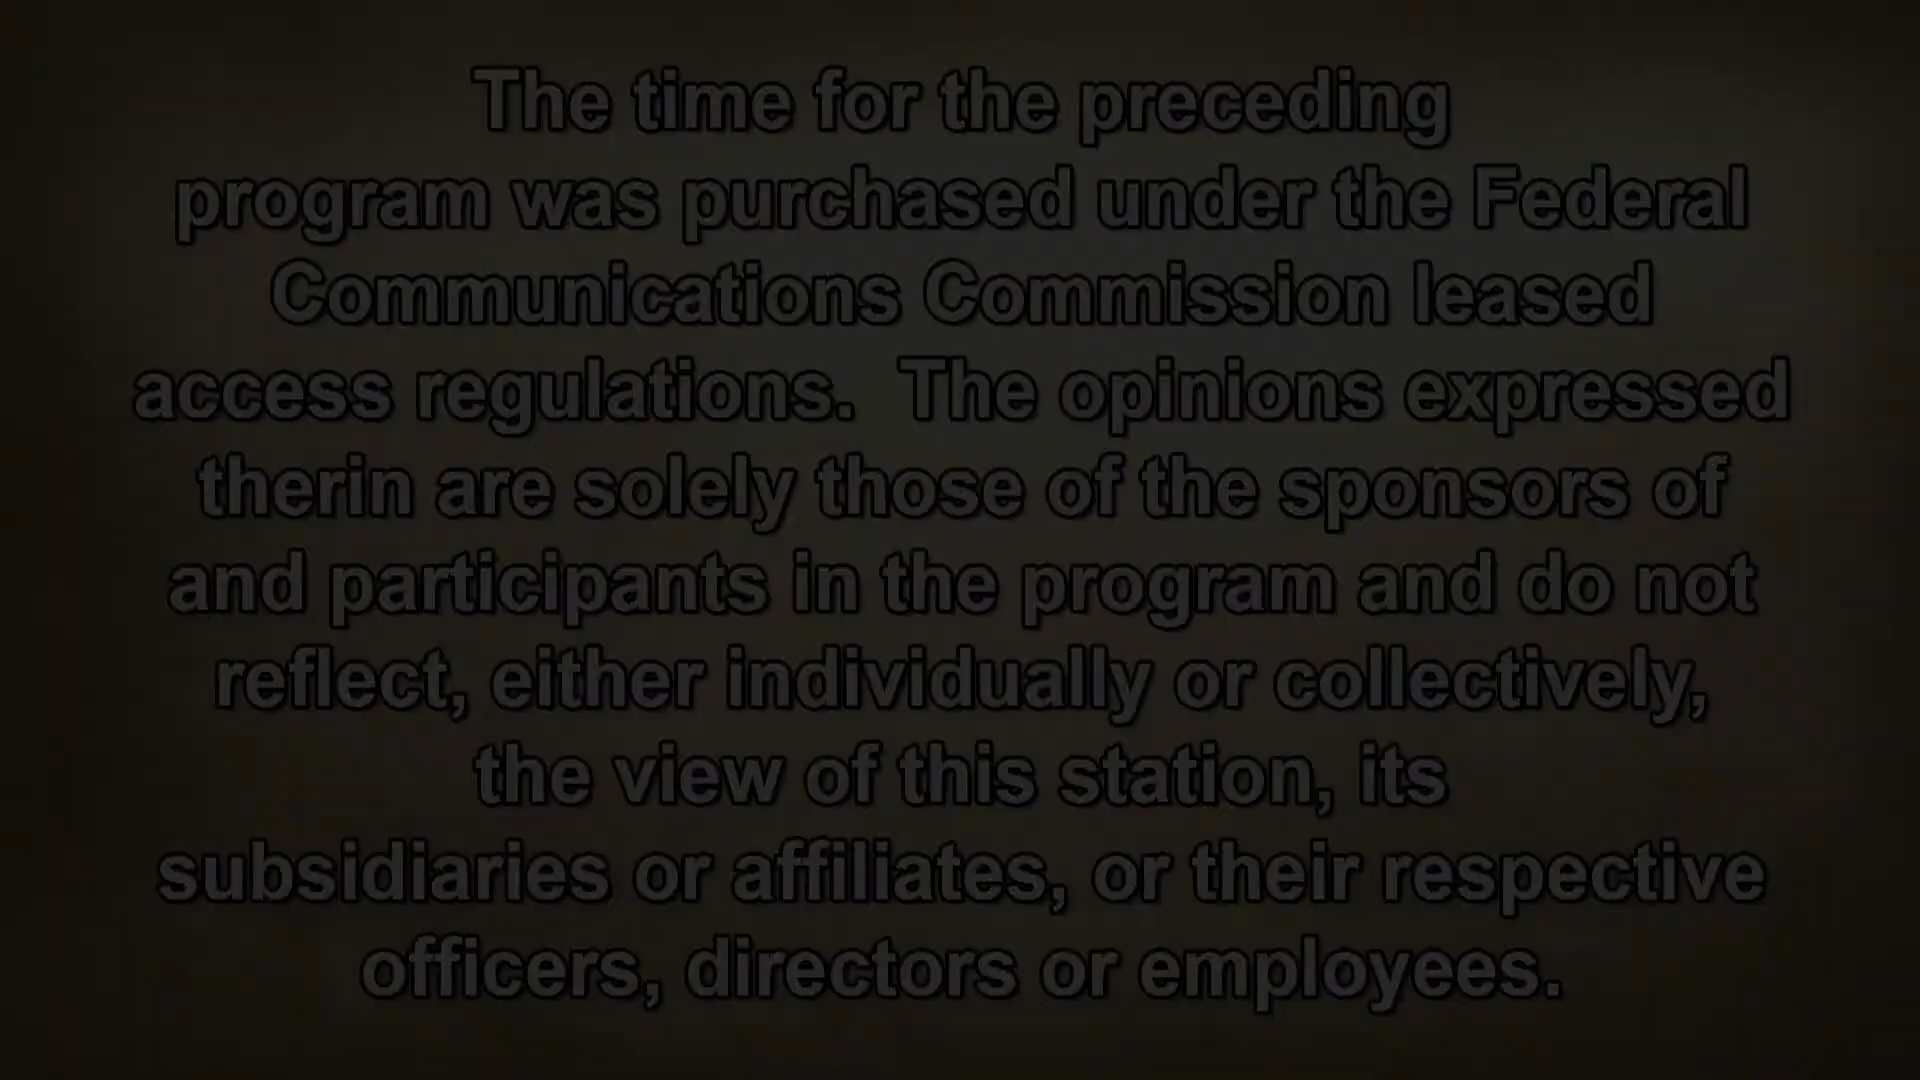 The time for the preceding
program was purchased under the Federal
Communications Commission leased
access regulations.  The opinions expressed
therin are solely those of the sponsors of
and participants in the program and do not
reflect, either individually or collectively,
the view of this station, its
subsidiaries or affiliates, or their respective
officers, directors or employees.